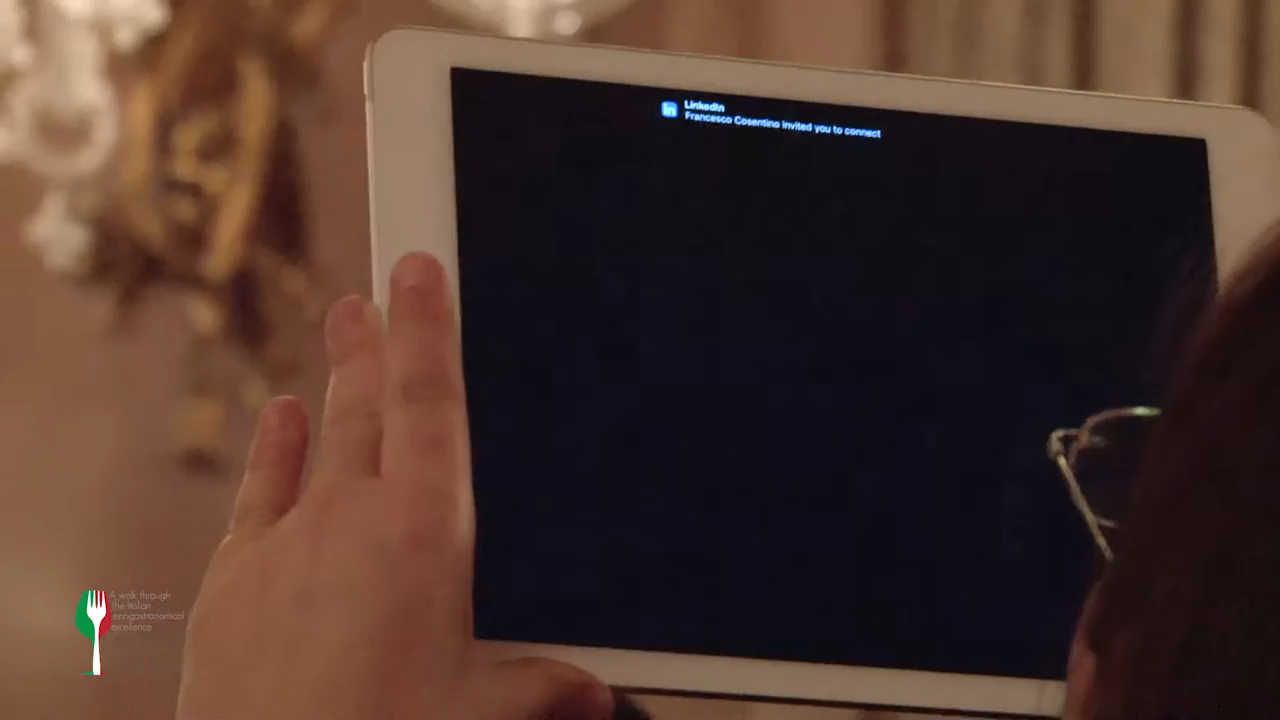 LinkedIn
Francesco Cosentino invited you to connect
A walk through
the Italian
enogastronomical
excellence